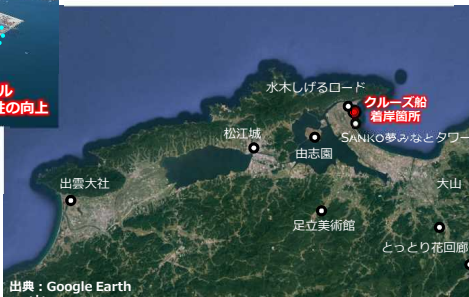 ル
性の向上
水木しげるロード
クルーズ船
着岸箇所
松江城
SANKO夢みなとタワー
由志園
出雲大社
大山
足立美術館
とっとり花回廊
出典：Google Earth